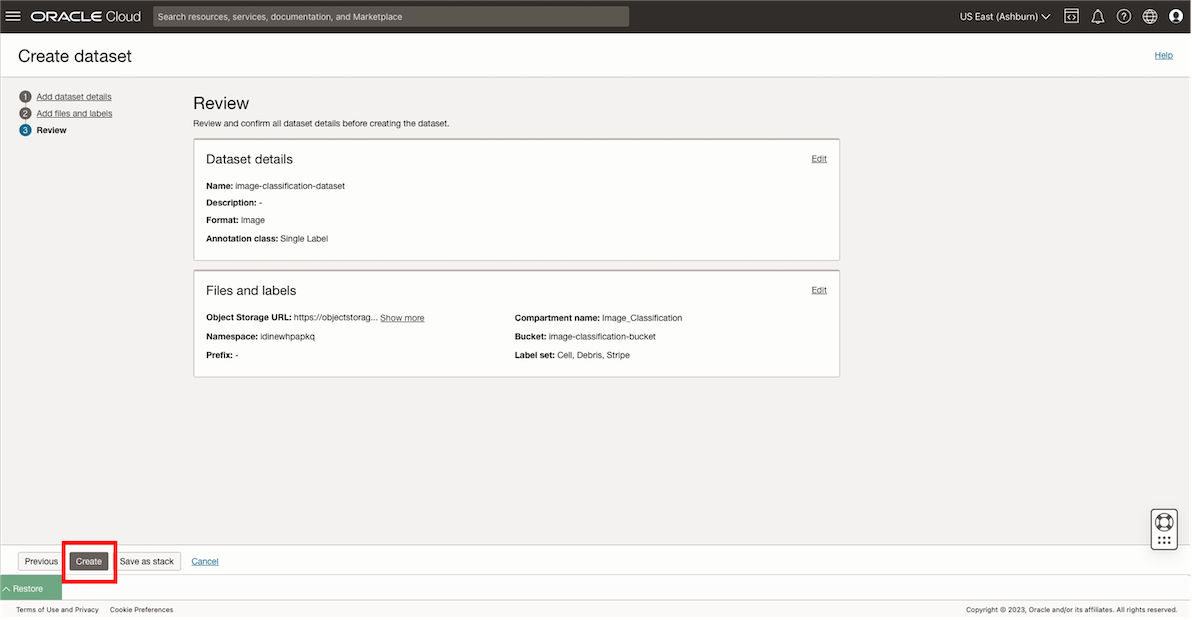 ORACLE Cloud
Search resources, services, documentation, and Marketplace
US East (Ashburn)
Create dataset
Help
1 Add dataset details
2 Add files and labels
3 Review
Review
Review and confirm all dataset details before creating the dataset.
Dataset details
Edit
Name: image-classification-dataset
Description: -
Format: Image
Annotation class: Single Label
Files and labels
Edit
Object Storage URL: https://objectstorag... Show more
Compartment name: Image_Classification
Namespace: idinewhpapkq
Bucket: image-classification-bucket
Prefix: -
Label set: Cell, Debris, Stripe
Previous
Create
Save as stack
Cancel
Restore
Terms of Use and Privacy
Cookie Preferences
Copyright © 2023, Oracle and/or its affiliates. All rights reserved.